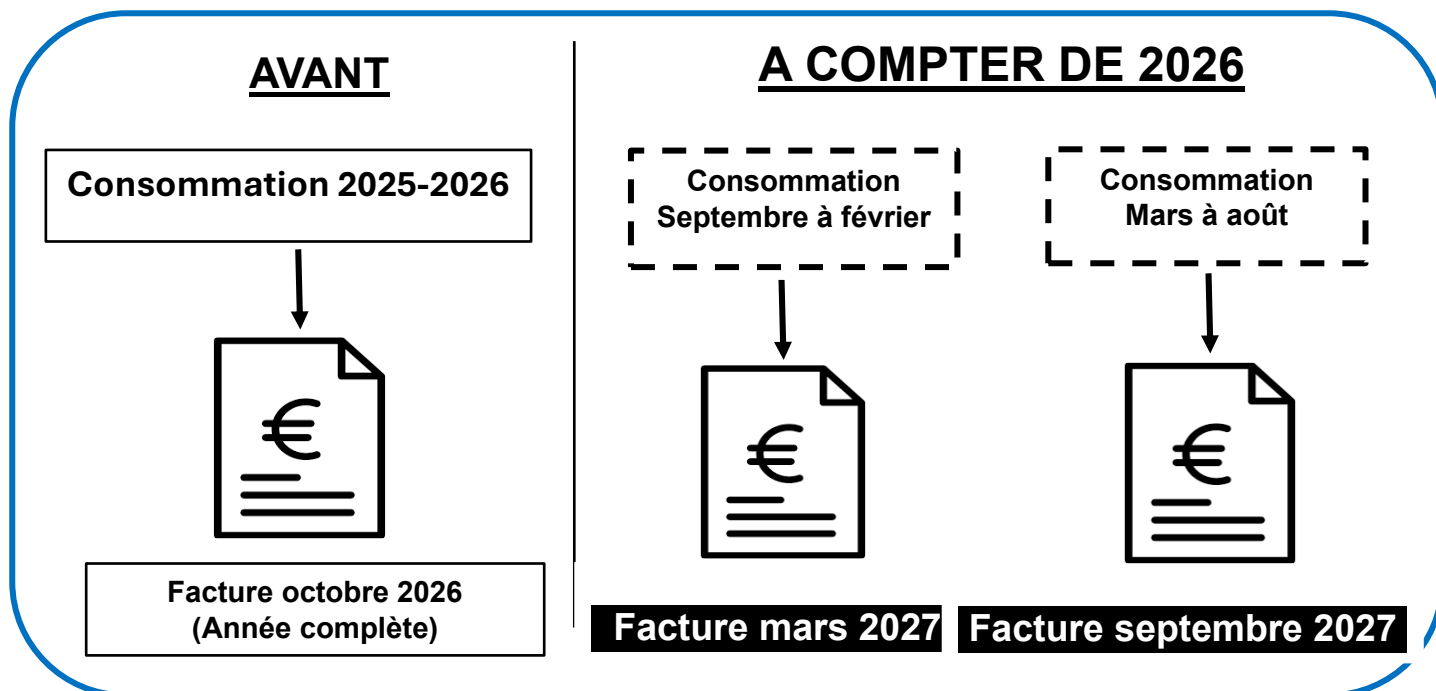 AVANT
Consommation 2025-2026
€
Facture octobre 2026
(Année complète)
A COMPTER DE 2026
Consommation
Septembre à février
€
Facture mars 2027
Consommation
Mars à août
€
Facture septembre 2027